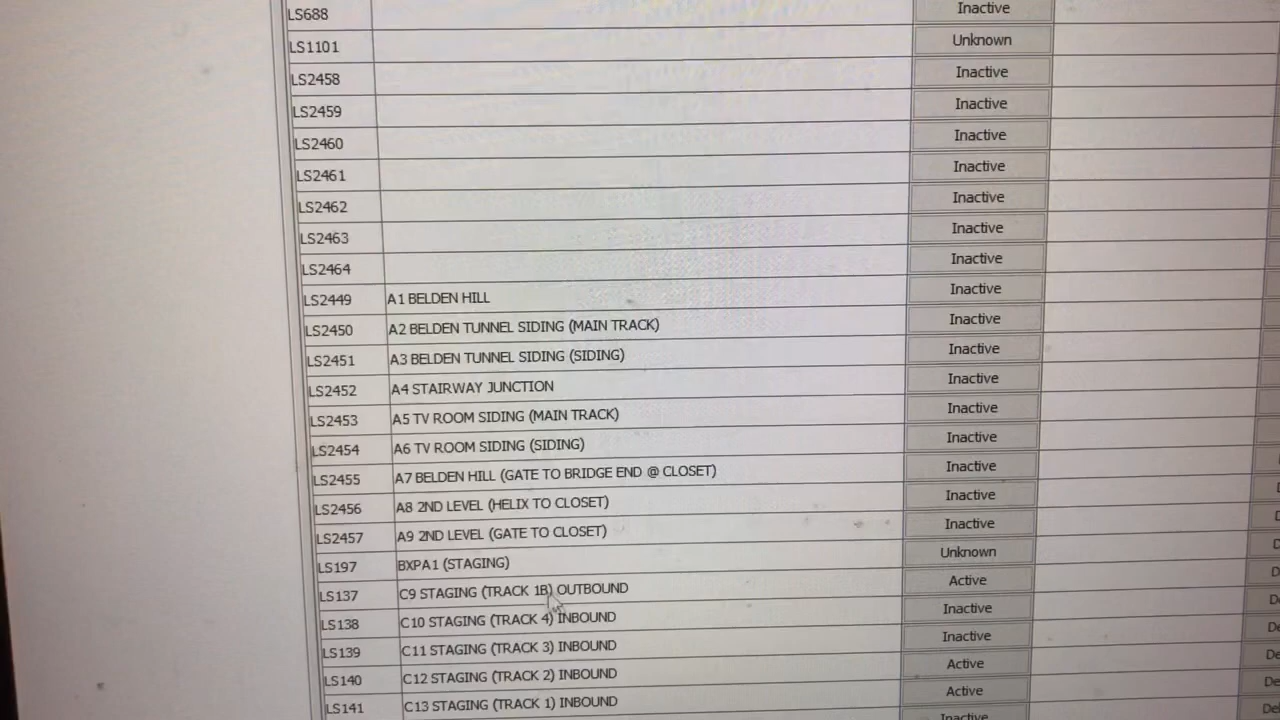 LS688 Inactive
LS1101 Unknown
LS2458 Inactive
LS2459 Inactive
LS2460 Inactive
LS2461 Inactive
LS2462 Inactive
LS2463 Inactive
LS2464 Inactive
LS2449 A1 BELDEN HILL Inactive
LS2450 A2 BELDEN TUNNEL SIDING (MAIN TRACK) Inactive
LS2451 A3 BELDEN TUNNEL SIDING (SIDING) Inactive
LS2452 A4 STAIRWAY JUNCTION Inactive
LS2453 A5 TV ROOM SIDING (MAIN TRACK) Inactive
LS2454 A6 TV ROOM SIDING (SIDING) Inactive
LS2455 A7 BELDEN HILL (GATE TO BRIDGE END @ CLOSET) Inactive
LS2456 A8 2ND LEVEL (HELIX TO CLOSET) Inactive
LS2457 A9 2ND LEVEL (GATE TO CLOSET) Inactive
LS197 BXPA1 (STAGING) Unknown
LS137 C9 STAGING (TRACK 1B) OUTBOUND Active
LS138 C10 STAGING (TRACK 4) INBOUND Inactive
LS139 C11 STAGING (TRACK 3) INBOUND Inactive
LS140 C12 STAGING (TRACK 2) INBOUND Active De
LS141 C13 STAGING (TRACK 1) INBOUND Active De
Inactive